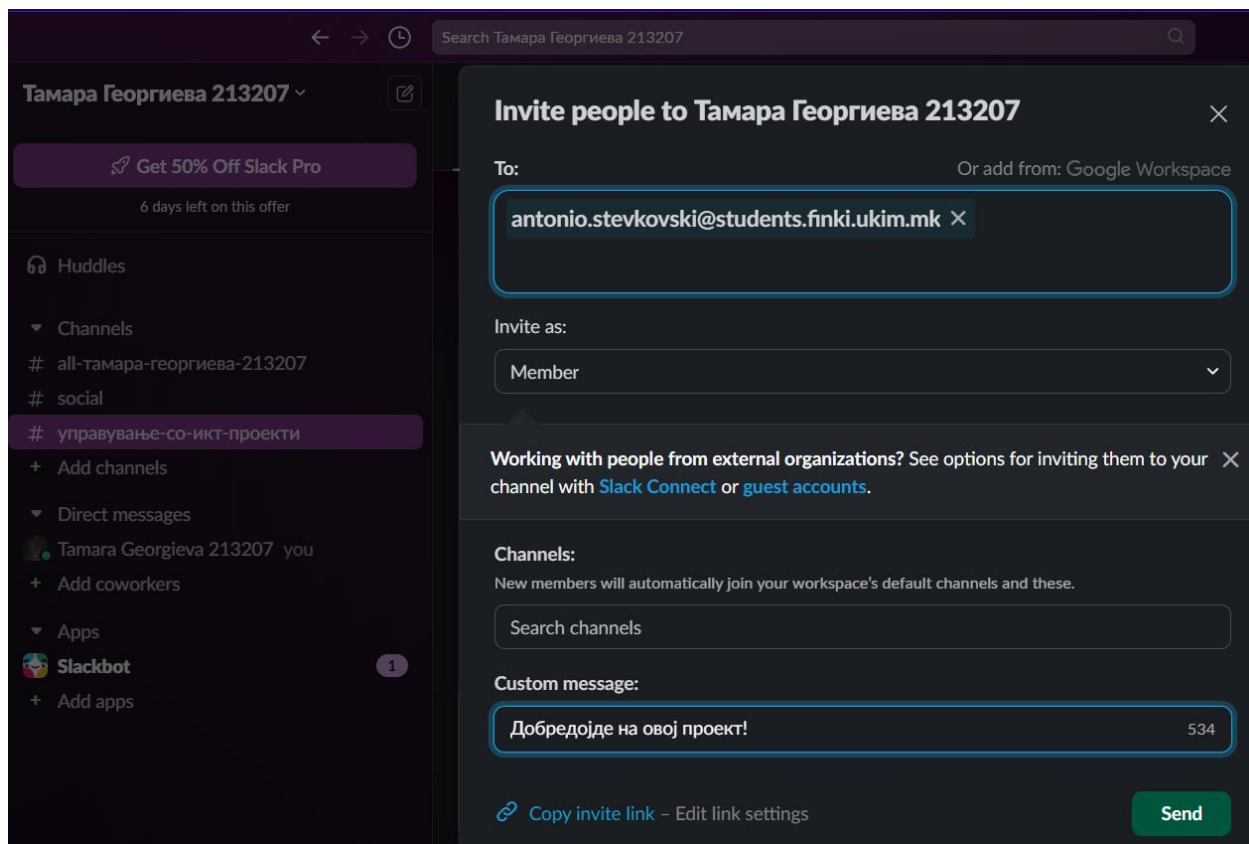 Search Тамара Георгиева 213207
Тамара Георгиева 213207
Get 50% Off Slack Pro
6 days left on this offer
Huddles
Channels
# all-тамара-георгиева-213207
# social
# управување-со-икт-проекти
+ Add channels
Direct messages
Tamara Georgieva 213207 you
+ Add coworkers
Apps
Slackbot 1
+ Add apps
Invite people to Тамара Георгиева 213207
To: Or add from: Google Workspace
antonio.stevkovski@students.finki.ukim.mk
Invite as:
Member
Working with people from external organizations? See options for inviting them to your
channel with Slack Connect or guest accounts.
Channels:
New members will automatically join your workspace's default channels and these.
Search channels
Custom message:
Добредојде на овој проект! 534
Copy invite link – Edit link settings
Send